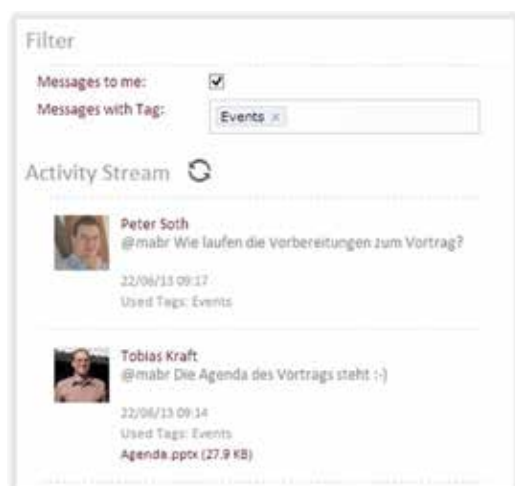 Filter
Messages to me:
Messages with Tag: Events ×
Activity Stream
Peter Soth
@mabr Wie laufen die Vorbereitungen zum Vortrag?
22/06/13 09:17
Used Tags: Events
Tobias Kraft
@mabr Die Agenda des Vortrags steht :-)
22/06/13 09:14
Used Tags: Events
Agenda.pptx (27.9 KB)